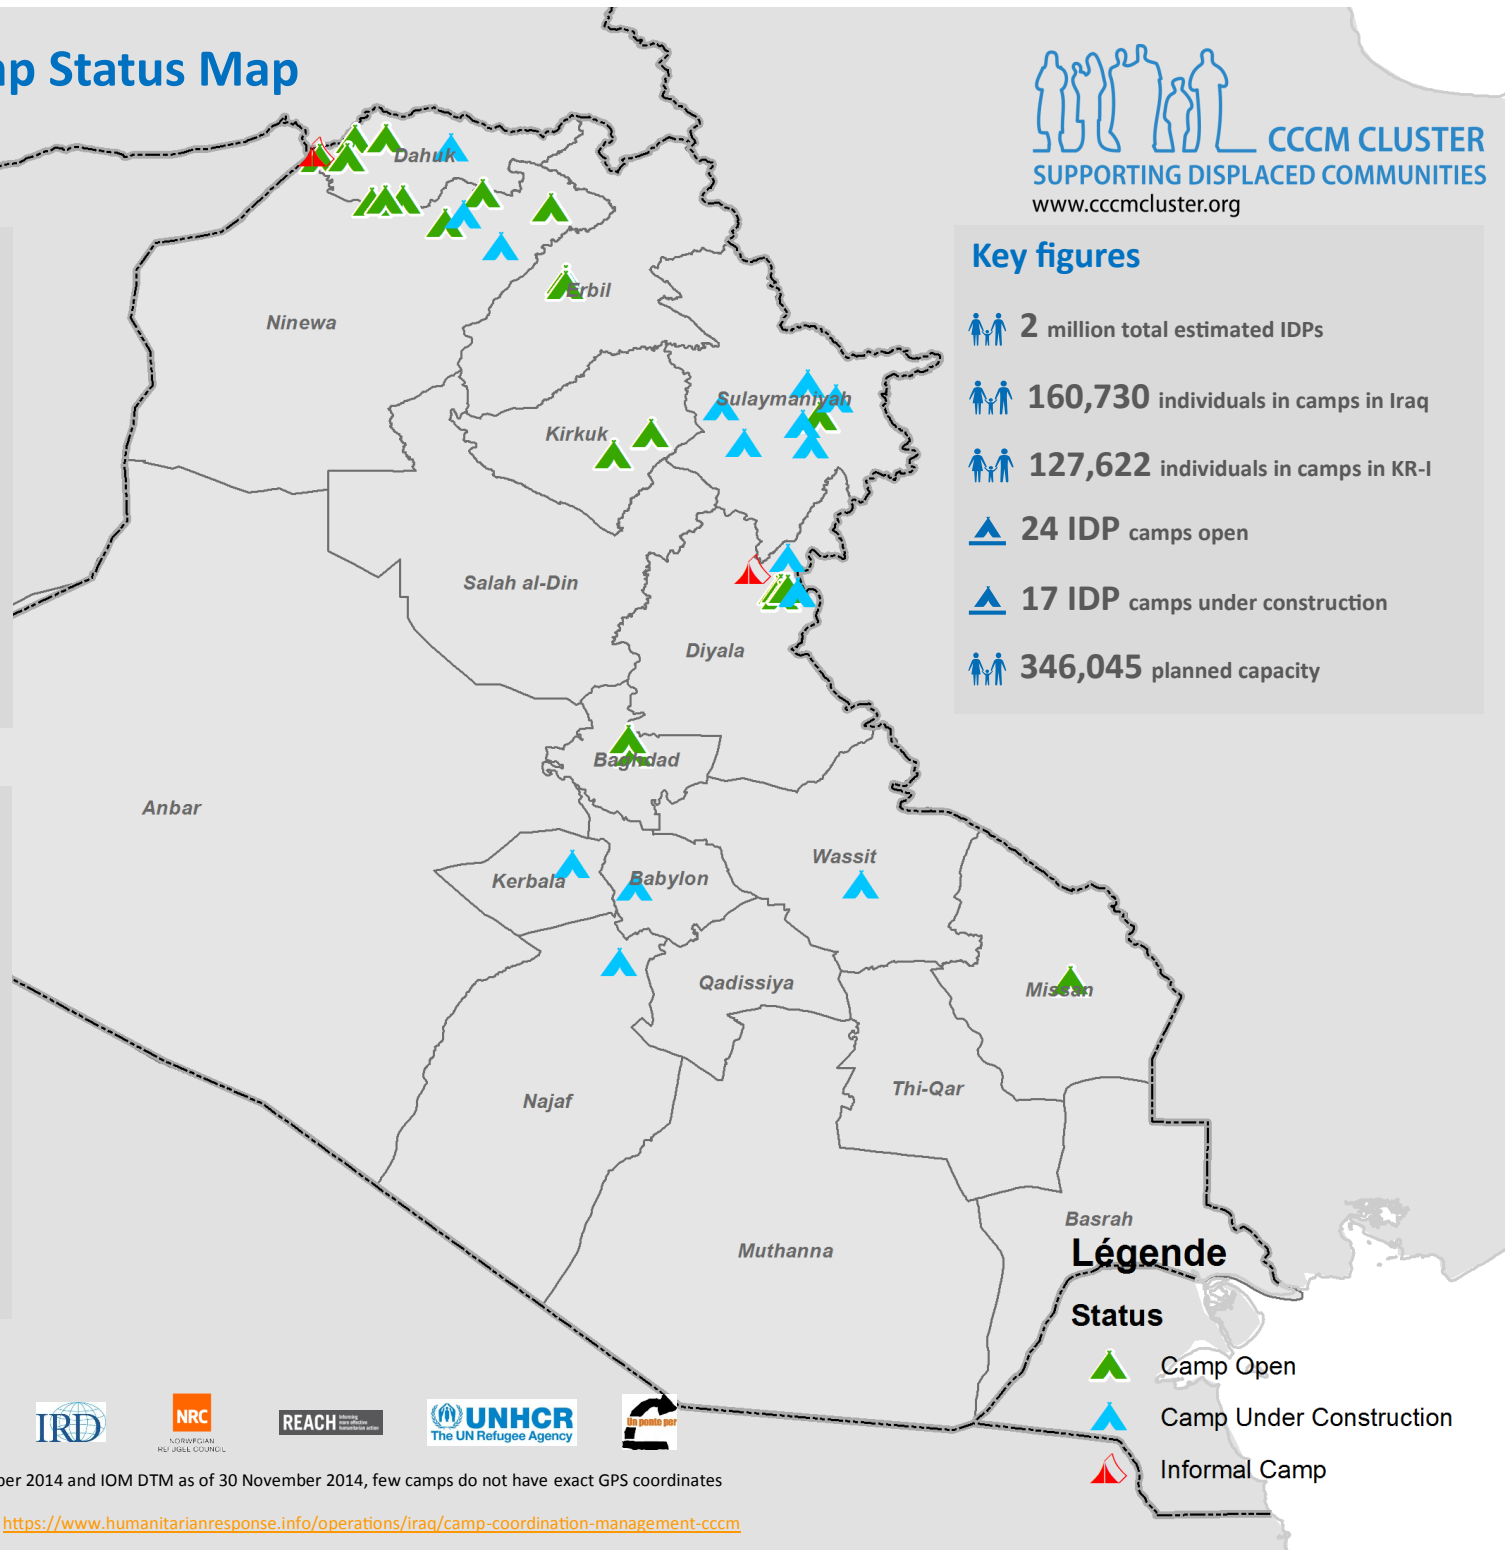 p Status Map
CCCM CLUSTER
SUPPORTING DISPLACED COMMUNITIES
www.cccmcluster.org
Key figures
2 million total estimated IDPs
160,730 individuals in camps in Iraq
127,622 individuals in camps in KR-I
24 IDP camps open
17 IDP camps under construction
346,045 planned capacity
Dahuk
Erbil
Ninewa
Sulaymaniyah
Kirkuk
Salah al-Din
Diyala
Baghdad
Anbar
Wassit
Kerbala
Babylon
Qadissiya
Missan
Najaf
Thi-Qar
Basrah
Muthanna
Légende
Status
Camp Open
Camp Under Construction
Informal Camp
IRD
NRC
NORWEGIAN
REFUGEE COUNCIL
REACH Informing
more effective
humanitarian action
UNHCR
The UN Refugee Agency
Un ponte per
ber 2014 and IOM DTM as of 30 November 2014, few camps do not have exact GPS coordinates
https://www.humanitarianresponse.info/operations/iraq/camp-coordination-management-cccm